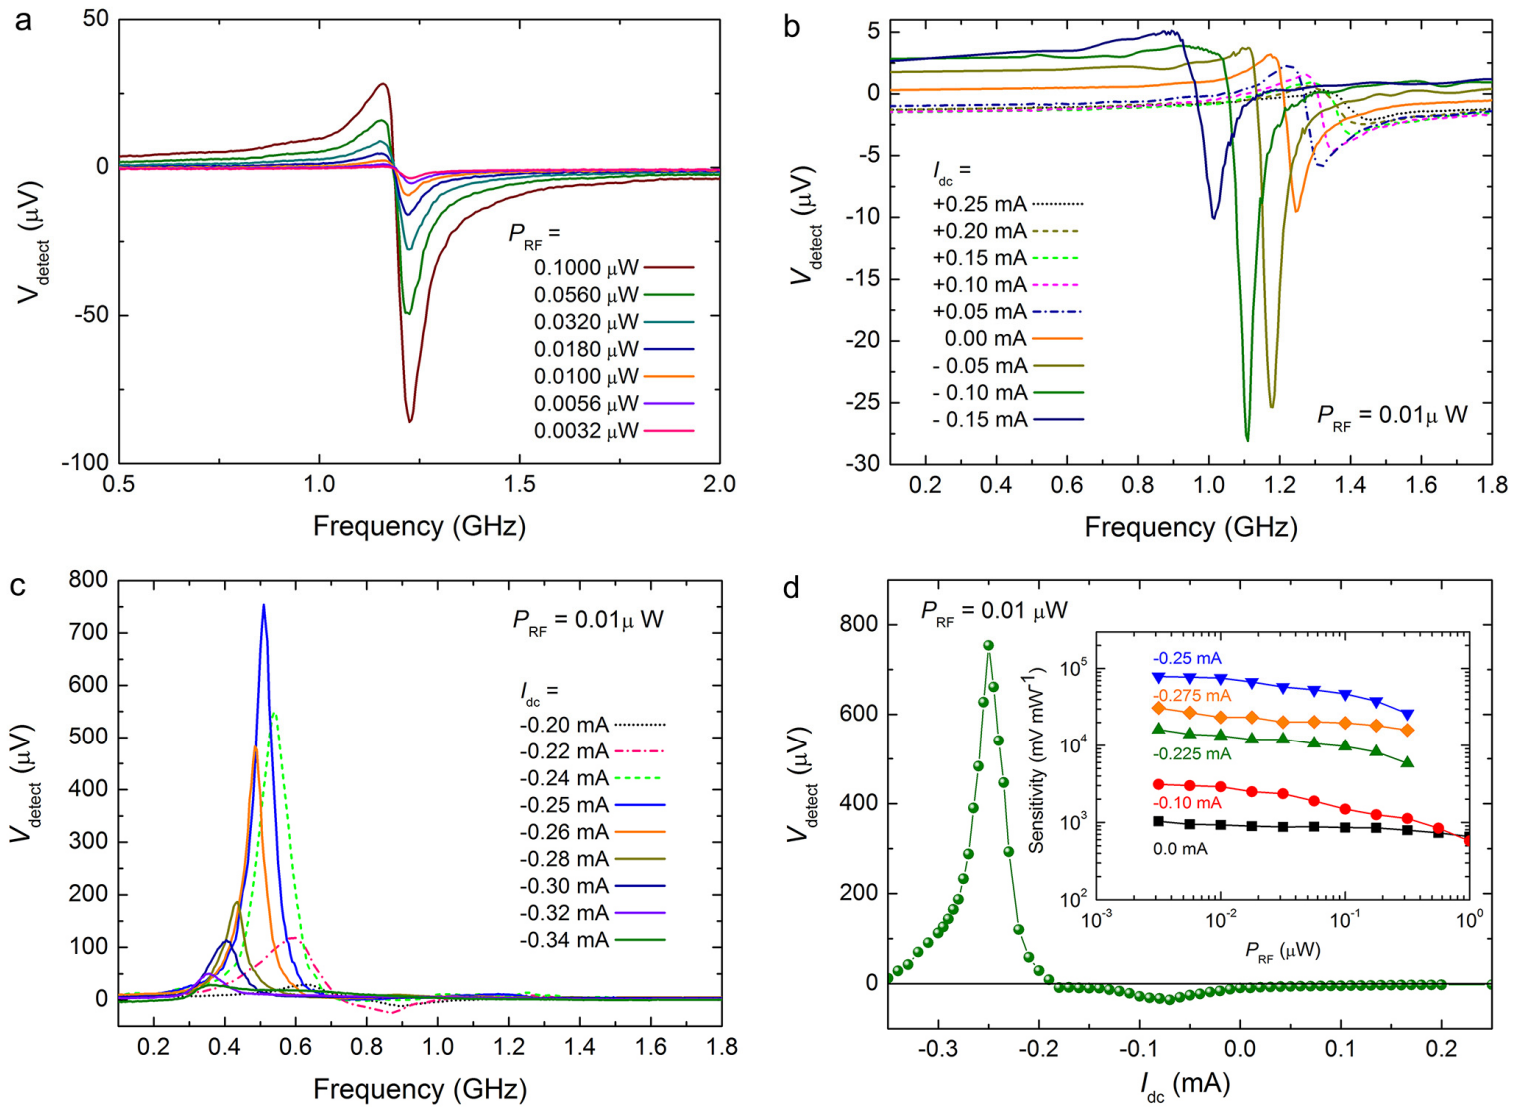 a
50
0
-50
-100
V_detect (μV)
P_RF =
0.1000 μW
0.0560 μW
0.0320 μW
0.0180 μW
0.0100 μW
0.0056 μW
0.0032 μW
0.5 1.0 1.5 2.0
Frequency (GHz)
b
5
0
-5
-10
-15
-20
-25
-30
V_detect (μV)
I_dc =
+0.25 mA
+0.20 mA
+0.15 mA
+0.10 mA
+0.05 mA
0.00 mA
- 0.05 mA
- 0.10 mA
- 0.15 mA
P_RF = 0.01μ W
0.2 0.4 0.6 0.8 1.0 1.2 1.4 1.6 1.8
Frequency (GHz)
c
800
700
600
500
400
300
200
100
0
V_detect (μV)
P_RF = 0.01μ W
I_dc =
-0.20 mA
-0.22 mA
-0.24 mA
-0.25 mA
-0.26 mA
-0.28 mA
-0.30 mA
-0.32 mA
-0.34 mA
0.2 0.4 0.6 0.8 1.0 1.2 1.4 1.6 1.8
Frequency (GHz)
d
800
600
400
200
0
V_detect (μV)
P_RF = 0.01 μW
Sensitivity (mV mW⁻¹)
10⁵
10⁴
10³
10²
-0.25 mA
-0.275 mA
-0.225 mA
-0.10 mA
0.0 mA
10⁻³ 10⁻² 10⁻¹ 10⁰
P_RF (μW)
-0.3 -0.2 -0.1 0.0 0.1 0.2
I_dc (mA)